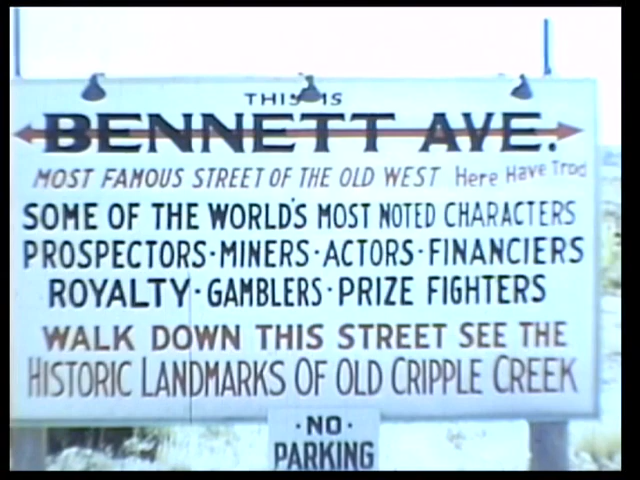 THIS IS
BENNETT AVE.
MOST FAMOUS STREET OF THE OLD WEST Here Have Trod
SOME OF THE WORLD'S MOST NOTED CHARACTERS
PROSPECTORS·MINERS·ACTORS·FINANCIERS
ROYALTY·GAMBLERS·PRIZE FIGHTERS
WALK DOWN THIS STREET SEE THE
HISTORIC LANDMARKS OF OLD CRIPPLE CREEK
·NO·
PARKING